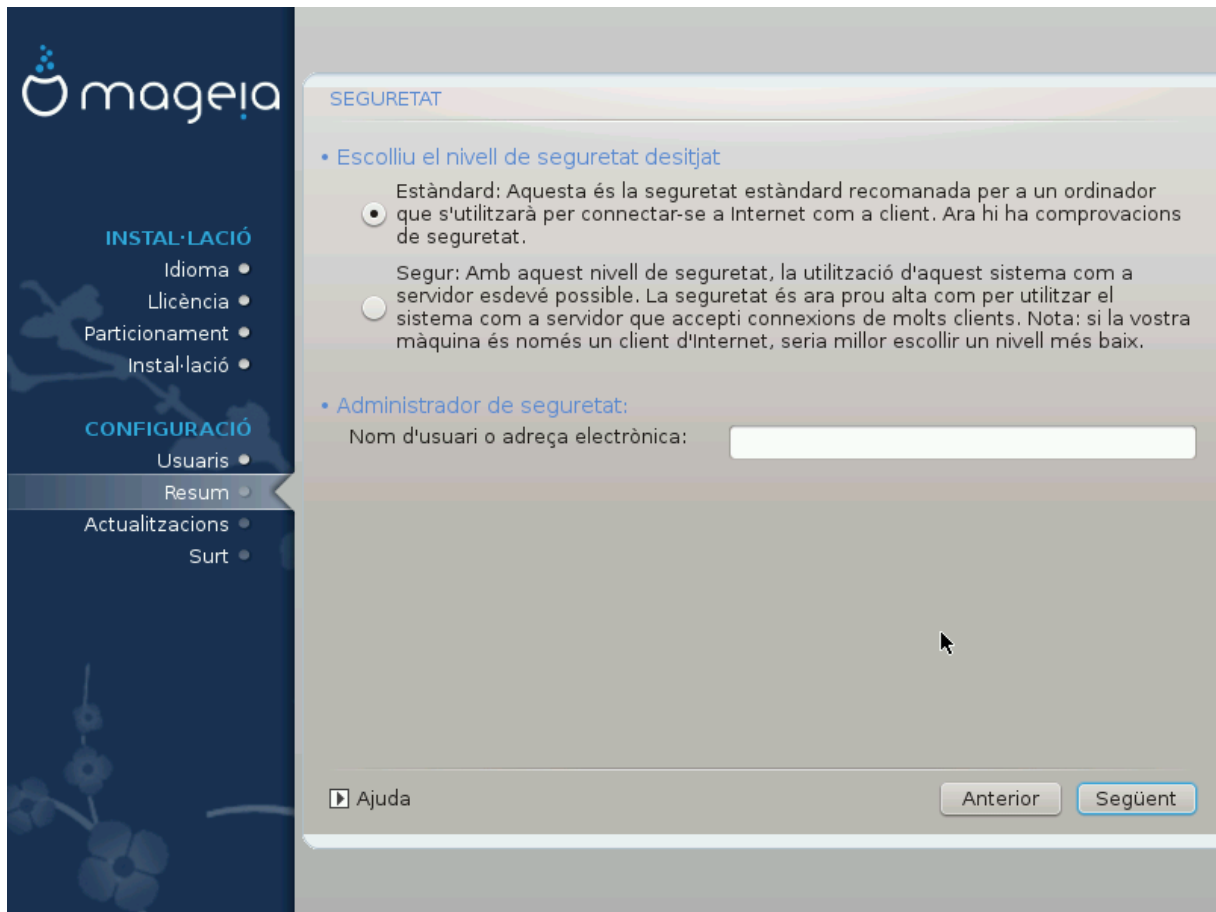 mageia
INSTAL·LACIÓ
Idioma
Llicència
Particionament
Instal·lació
CONFIGURACIÓ
Usuaris
Resum
Actualitzacions
Surt
SEGURETAT
• Escolliu el nivell de seguretat desitjat
Estàndard: Aquesta és la seguretat estàndard recomanada per a un ordinador
que s'utilitzarà per connectar-se a Internet com a client. Ara hi ha comprovacions
de seguretat.
Segur: Amb aquest nivell de seguretat, la utilització d'aquest sistema com a
servidor esdevé possible. La seguretat és ara prou alta com per utilitzar el
sistema com a servidor que accepti connexions de molts clients. Nota: si la vostra
màquina és només un client d'Internet, seria millor escollir un nivell més baix.
• Administrador de seguretat:
Nom d'usuari o adreça electrònica:
Ajuda
Anterior
Següent